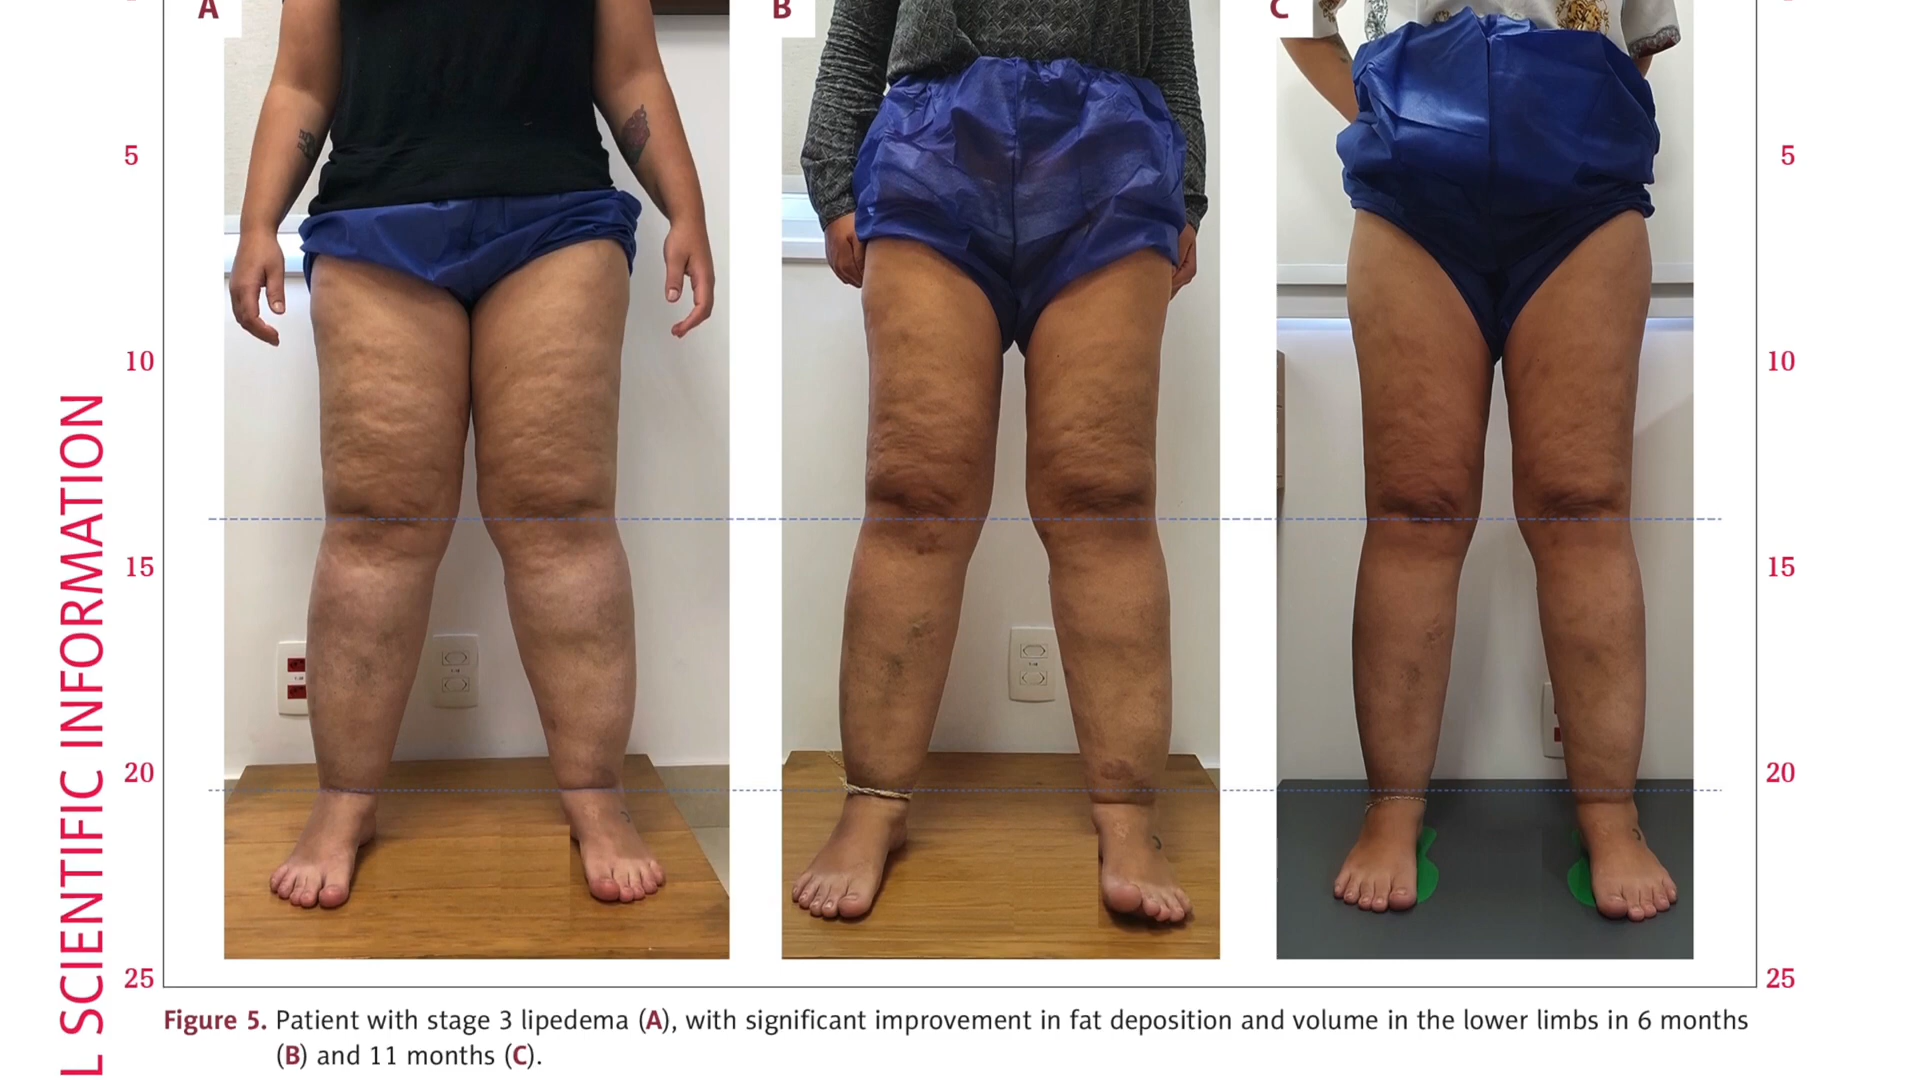 A B C
5 5
10 10
15 15
20 20
25 25
L SCIENTIFIC INFORMATION
Figure 5. Patient with stage 3 lipedema (A), with significant improvement in fat deposition and volume in the lower limbs in 6 months
(B) and 11 months (C).